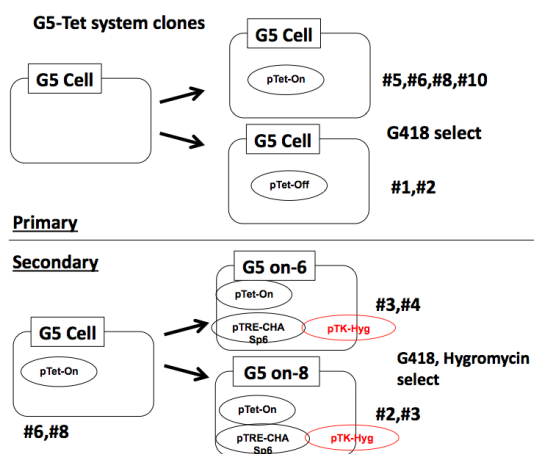 G5-Tet system clones
G5 Cell
G5 Cell
pTet-On
#5,#6,#8,#10
G418 select
G5 Cell
pTet-Off
#1,#2
Primary
Secondary
G5 Cell
pTet-On
#6,#8
G5 on-6
pTet-On
pTRE-CHA
Sp6
pTK-Hyg
#3,#4
G418, Hygromycin
select
G5 on-8
pTet-On
pTRE-CHA
Sp6
pTK-Hyg
#2,#3